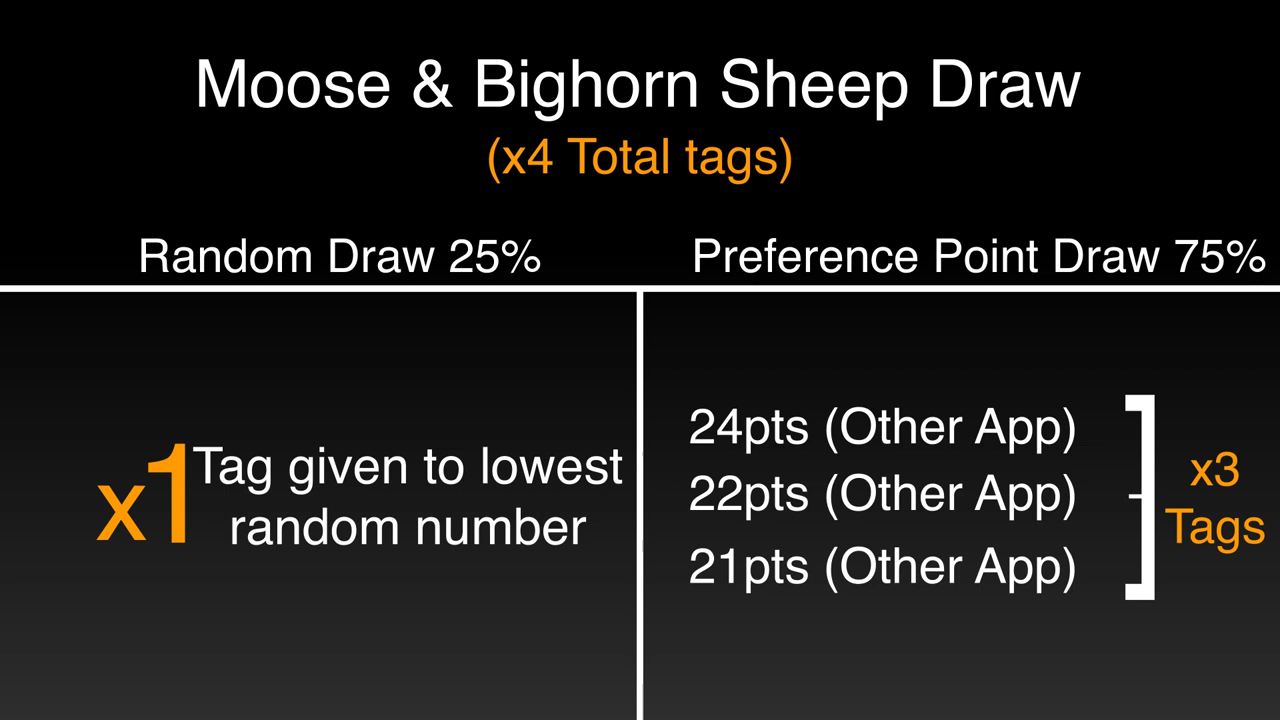 Moose & Bighorn Sheep Draw
(x4 Total tags)
Random Draw 25%
Preference Point Draw 75%
x1
Tag given to lowest
random number
24pts (Other App)
22pts (Other App)
21pts (Other App)
x3
Tags